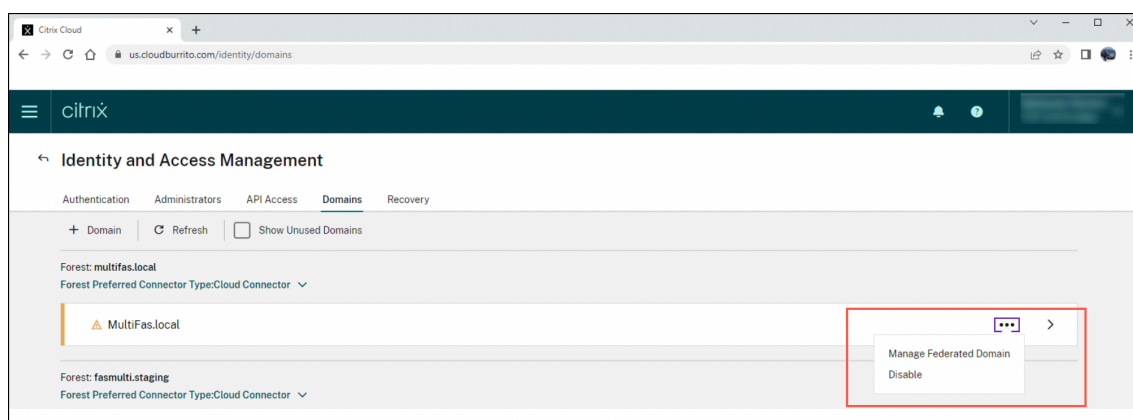 Citrix Cloud
us.cloudburrito.com/identity/domains
citrix
Identity and Access Management
Authentication Administrators API Access Domains Recovery
+ Domain Refresh Show Unused Domains
Forest: multifas.local
Forest Preferred Connector Type:Cloud Connector
MultiFas.local
Manage Federated Domain
Disable
Forest: fasmulti.staging
Forest Preferred Connector Type:Cloud Connector